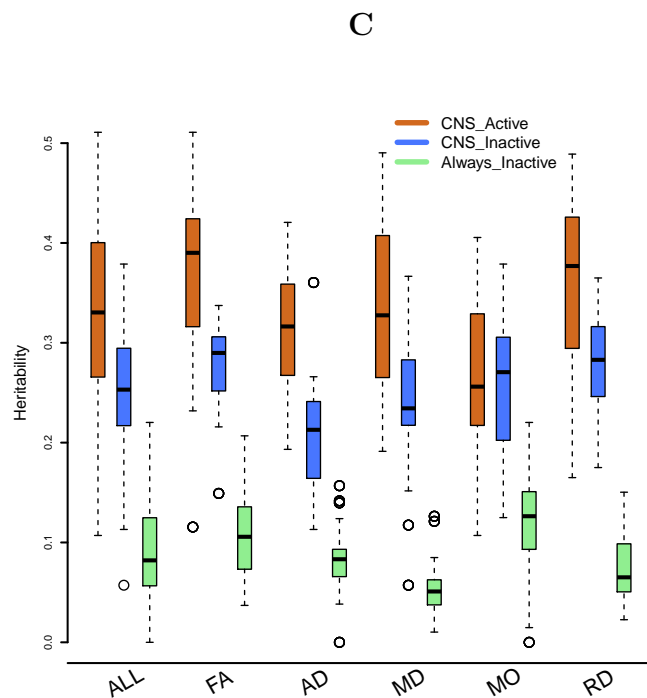 C
CNS_Active
CNS_Inactive
Always_Inactive
Heritability
0.5
0.4
0.3
0.2
0.1
0.0
ALL FA AD MD MO RD